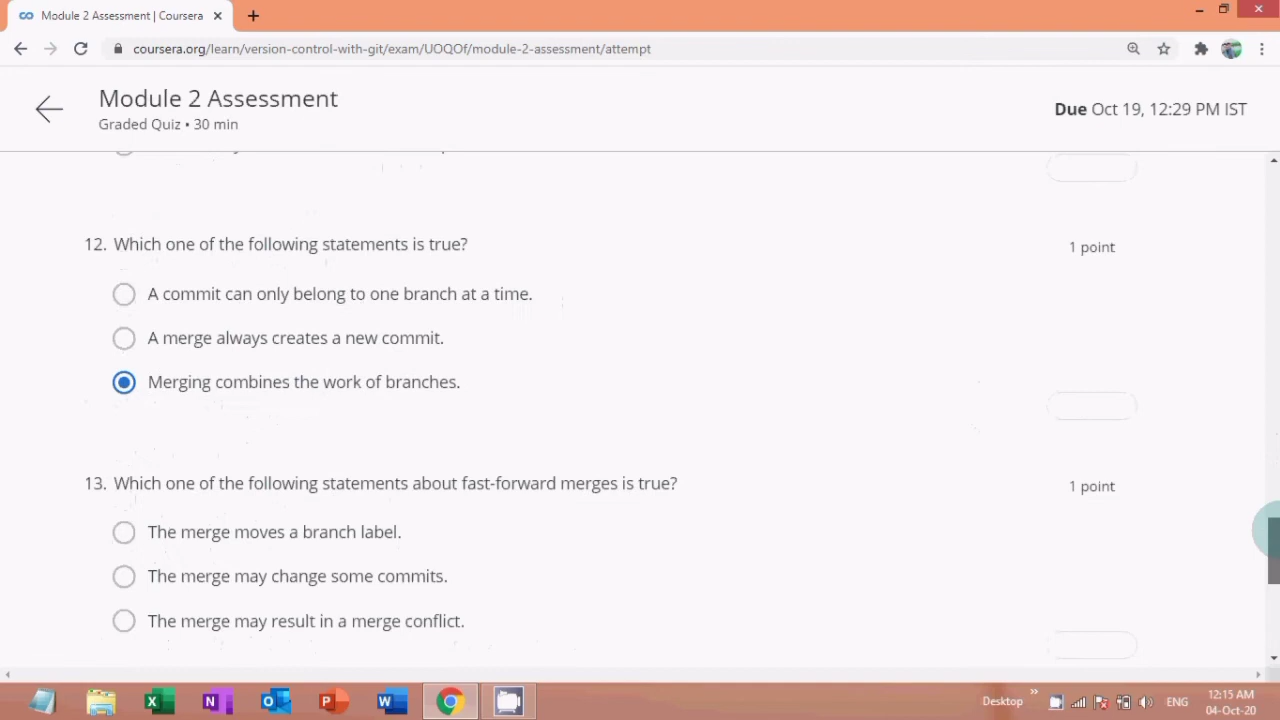 Module 2 Assessment | Coursera
coursera.org/learn/version-control-with-git/exam/UOQOf/module-2-assessment/attempt
Module 2 Assessment
Graded Quiz • 30 min
Due Oct 19, 12:29 PM IST
12. Which one of the following statements is true?
1 point
A commit can only belong to one branch at a time.
A merge always creates a new commit.
Merging combines the work of branches.
13. Which one of the following statements about fast-forward merges is true?
1 point
The merge moves a branch label.
The merge may change some commits.
The merge may result in a merge conflict.
Desktop
ENG
12:15 AM
04-Oct-20